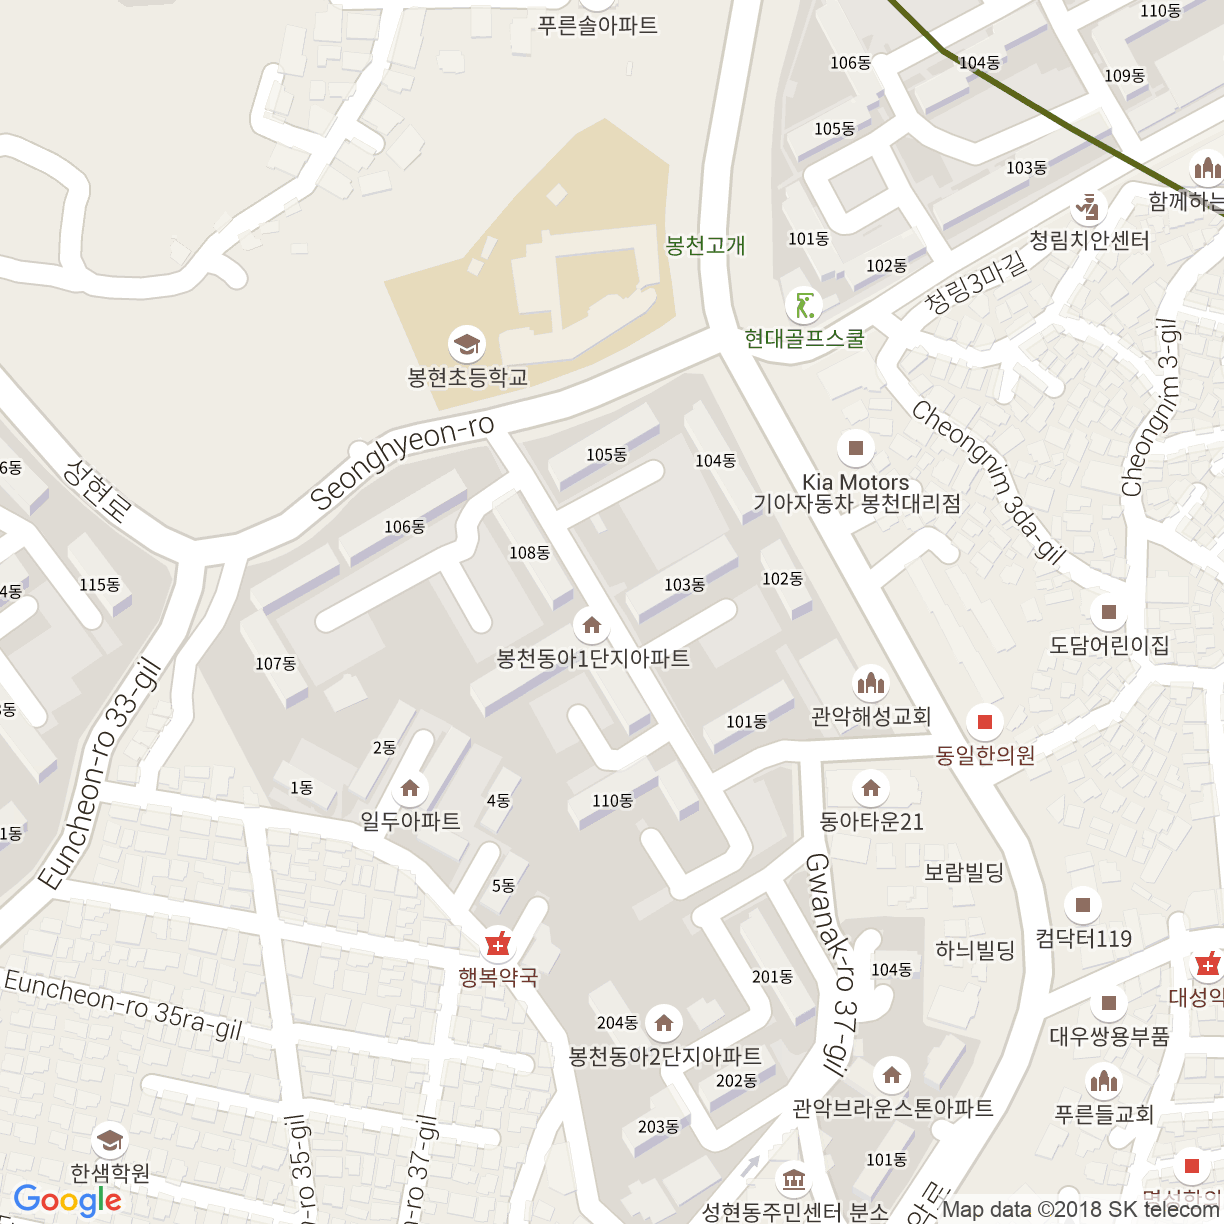 푸른솔아파트
110동
106동
104동
109동
105동
103동
함께하는
청림치안센터
101동
봉천고개
102동
청림3마길
현대골프스쿨
봉현초등학교
Cheongnim 3-gil
Seonghyeon-ro
Cheongnim 3da-gil
105동
104동
Kia Motors
기아자동차 봉천대리점
성현로
106동
108동
115동
103동
102동
도담어린이집
봉천동아1단지아파트
107동
관악해성교회
101동
Euncheon-ro 33-gil
2동
동일한의원
1동
4동
110동
일두아파트
동아타운21
보람빌딩
5동
Gwanak-ro 37-gil
컴닥터119
하늬빌딩
행복약국
201동
104동
대성약
Euncheon-ro 35ra-gil
204동
대우쌍용부품
봉천동아2단지아파트
202동
관악브라운스톤아파트
푸른들교회
203동
한샘학원
101동
n-ro 35-gil
n-ro 37-gil
성현동주민센터 분소
Google
Map data ©2018 SK telecom